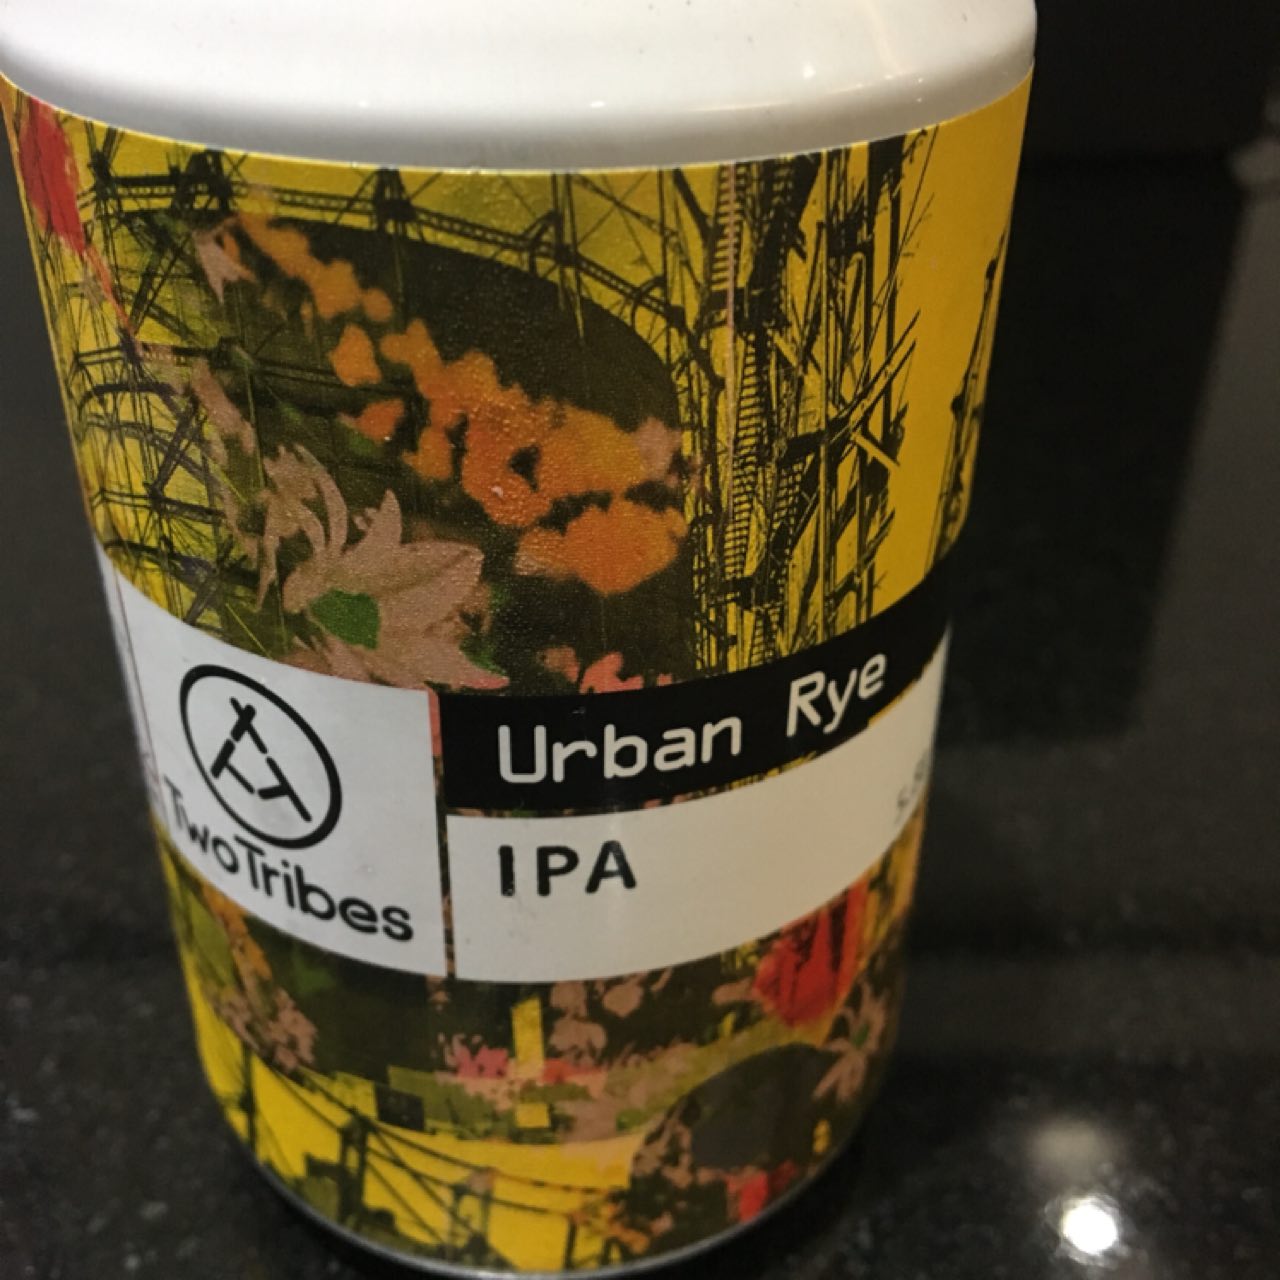 TwoTribes
Urban Rye
IPA